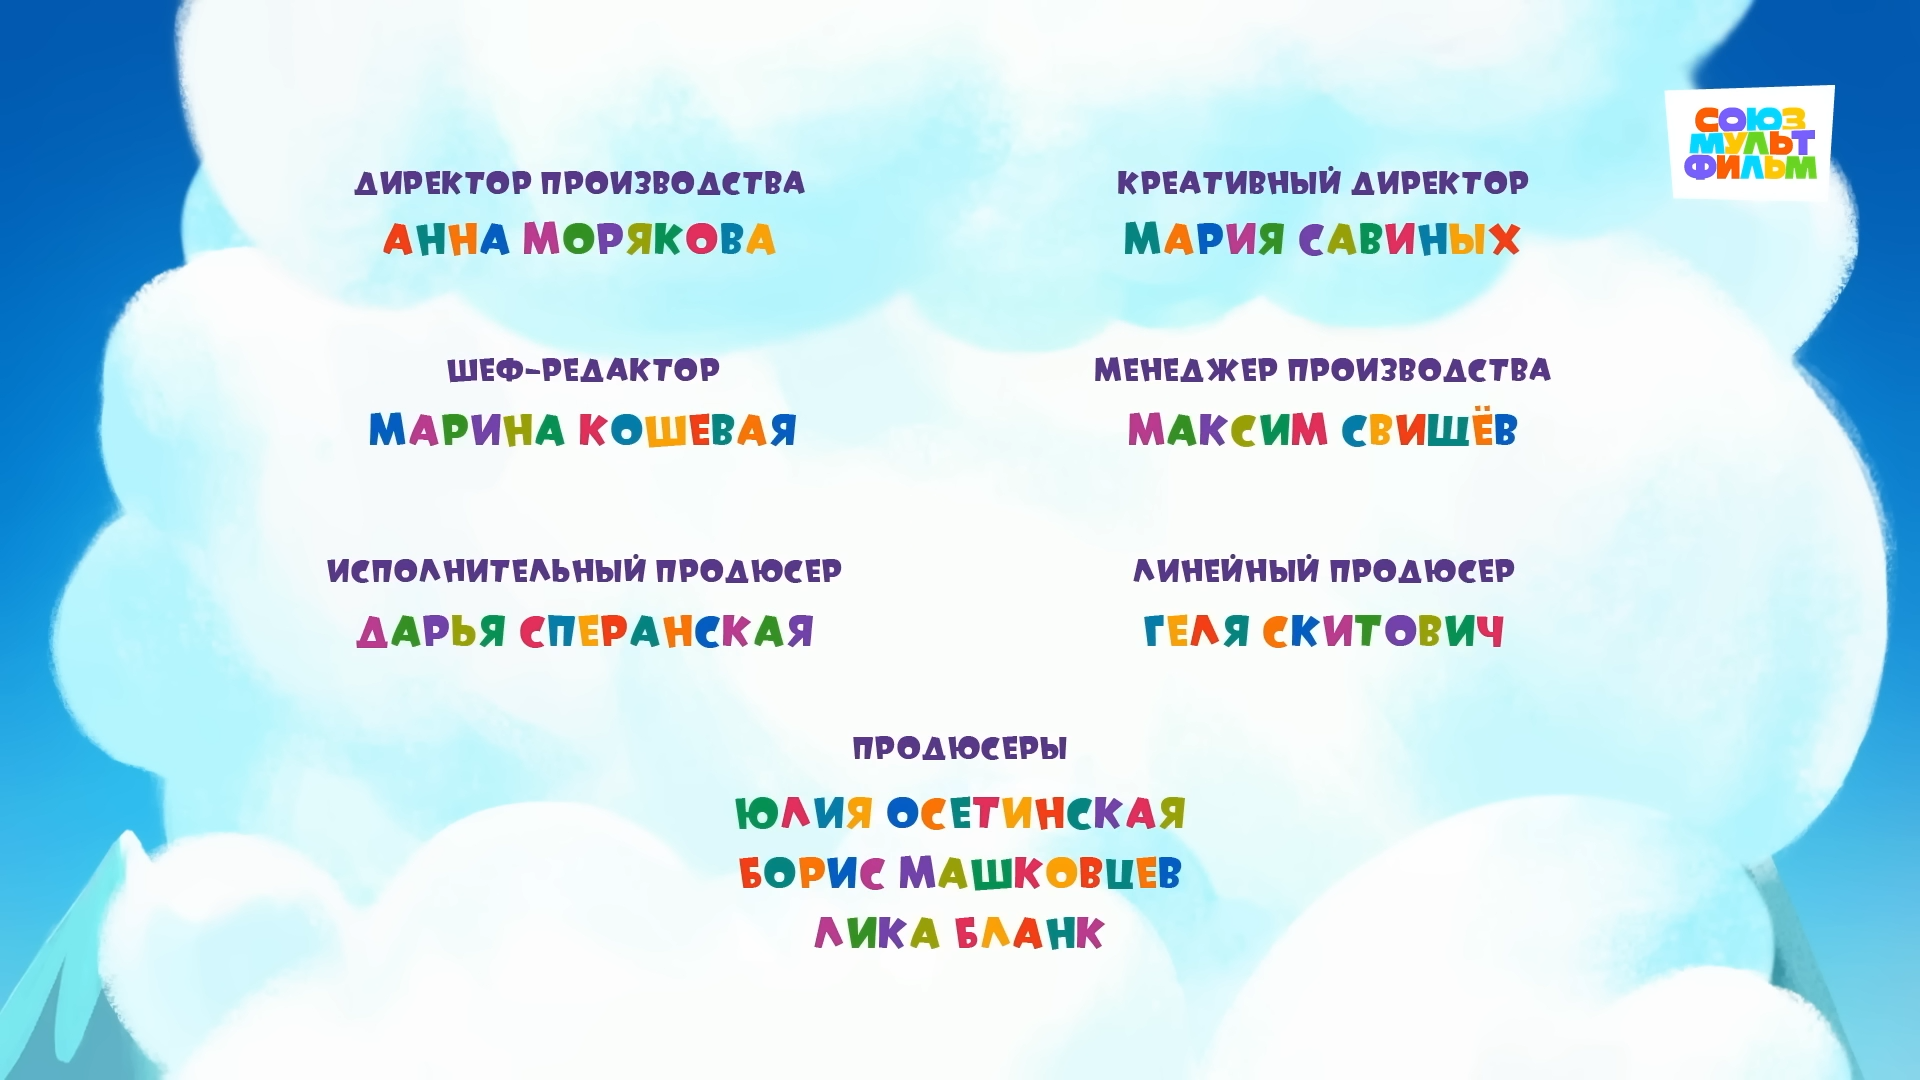 СОЮЗ
МУЛЬТ
ФИЛЬМ
ДИРЕКТОР ПРОИЗВОДСТВА
АННА МОРЯКОВА
КРЕАТИВНЫЙ ДИРЕКТОР
МАРИЯ САВИНЫХ
ШЕФ-РЕДАКТОР
МАРИНА КОШЕВАЯ
МЕНЕДЖЕР ПРОИЗВОДСТВА
МАКСИМ СВИЩЁВ
ИСПОЛНИТЕЛЬНЫЙ ПРОДЮСЕР
ДАРЬЯ СПЕРАНСКАЯ
ЛИНЕЙНЫЙ ПРОДЮСЕР
ГЕЛЯ СКИТОВИЧ
ПРОДЮСЕРЫ
ЮЛИЯ ОСЕТИНСКАЯ
БОРИС МАШКОВЦЕВ
ЛИКА БЛАНК